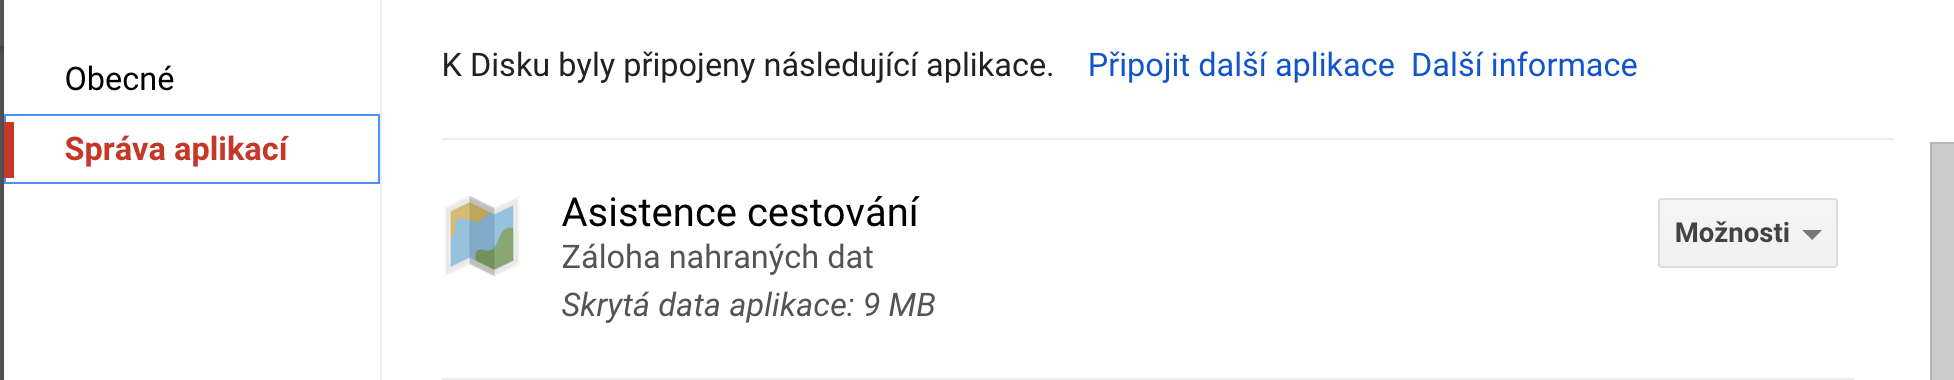 Obecné
Správa aplikací
K Disku byly připojeny následující aplikace. Připojit další aplikace Další informace
Asistence cestování
Záloha nahraných dat
Skrytá data aplikace: 9 MB
Možnosti